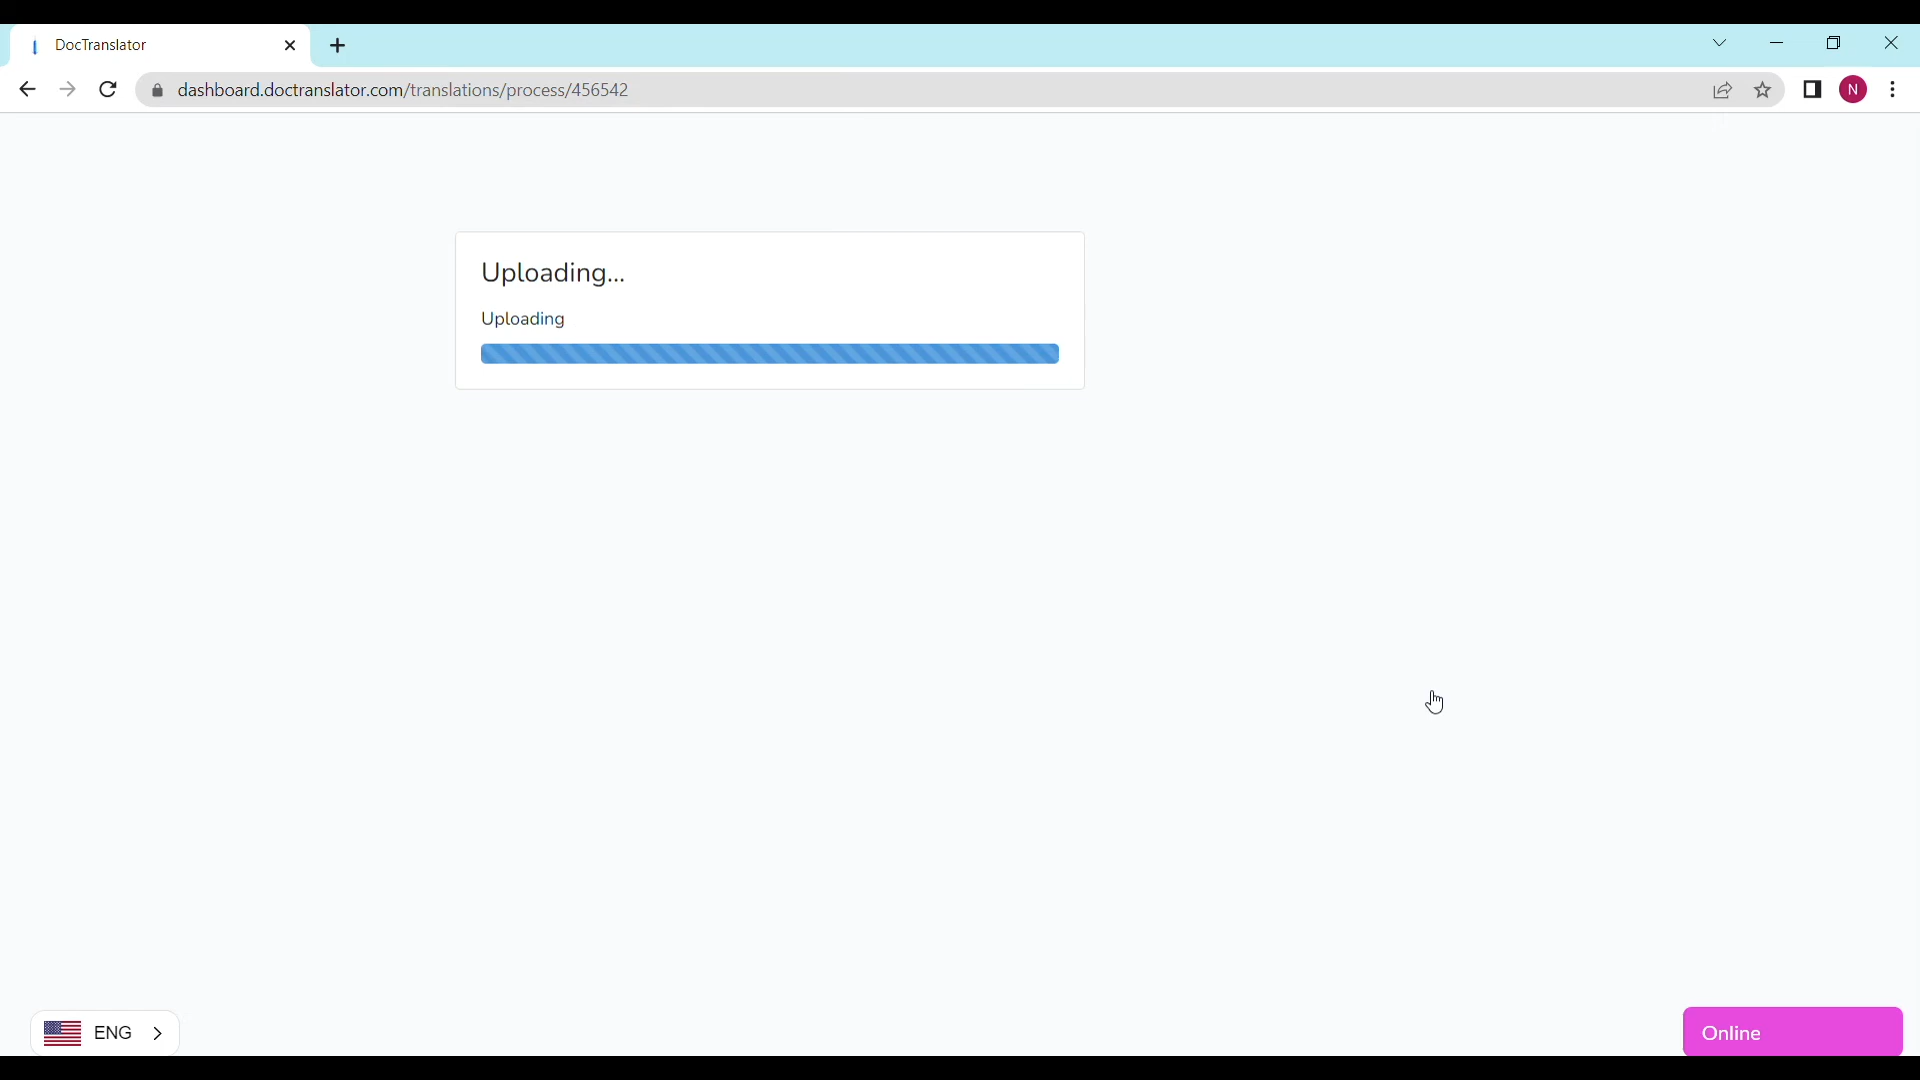 DocTranslator
dashboard.doctranslator.com/translations/process/456542
N
Uploading...
Uploading
ENG
Online